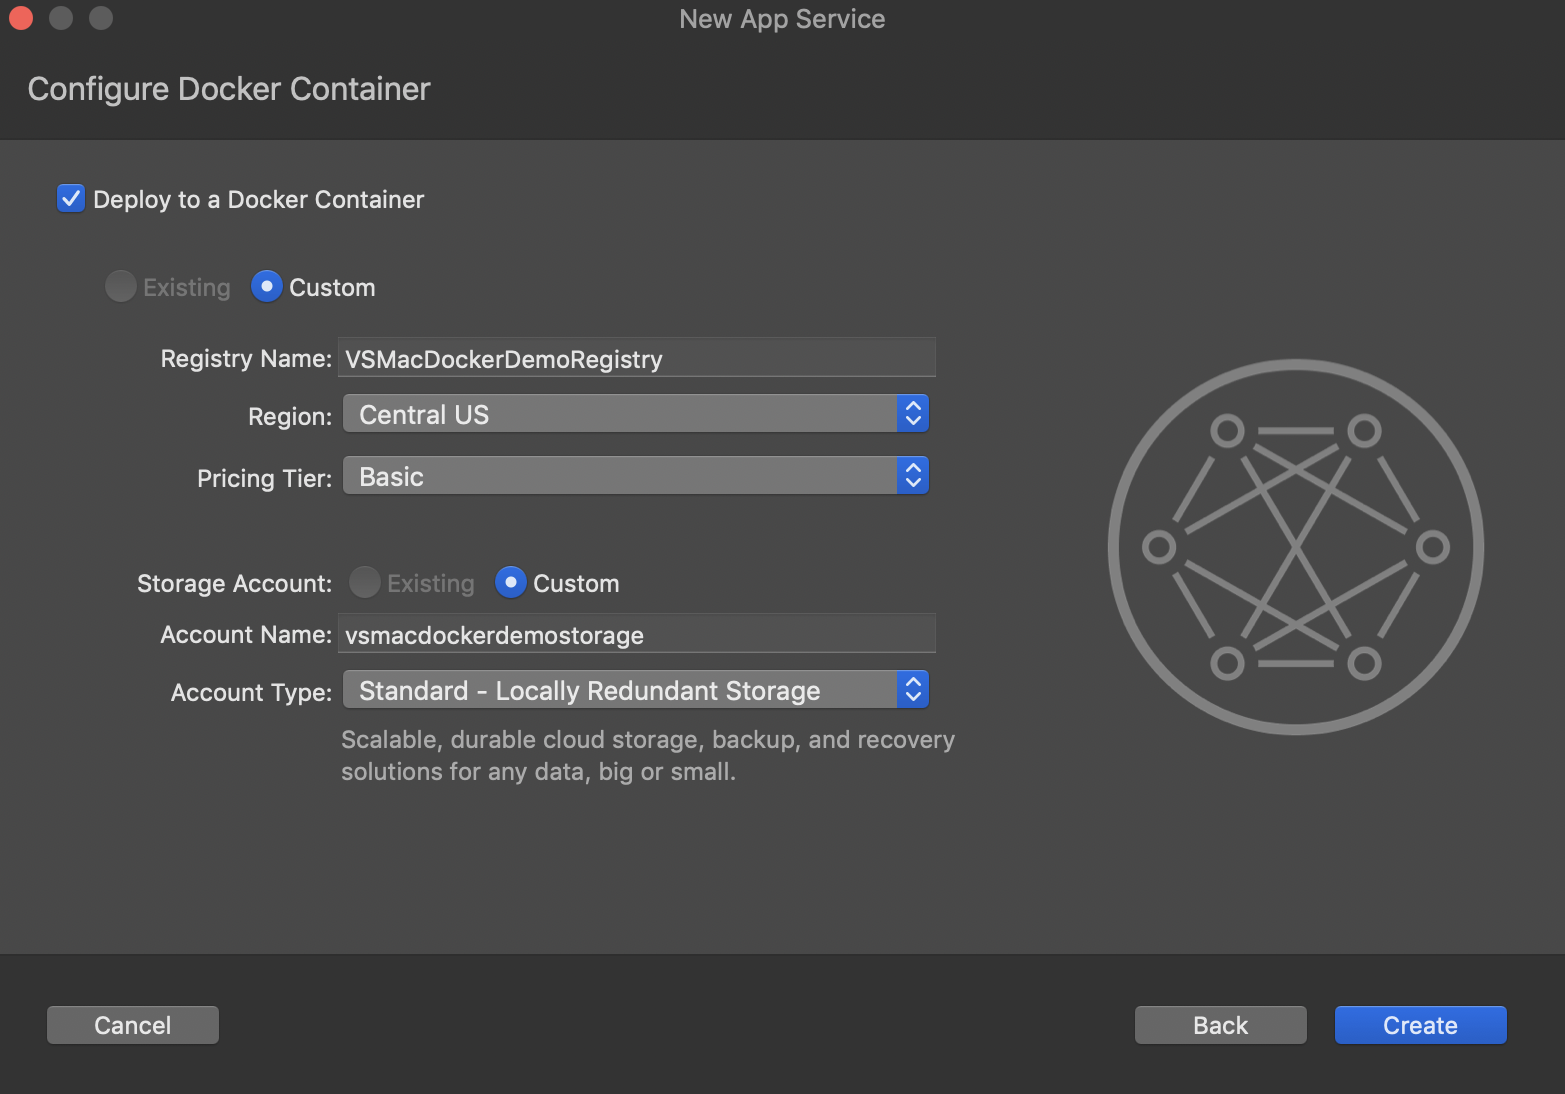 New App Service
Configure Docker Container
Deploy to a Docker Container
Existing Custom
Registry Name: VSMacDockerDemoRegistry
Region: Central US
Pricing Tier: Basic
Storage Account: Existing Custom
Account Name: vsmacdockerdemostorage
Account Type: Standard - Locally Redundant Storage
Scalable, durable cloud storage, backup, and recovery
solutions for any data, big or small.
Cancel Back Create